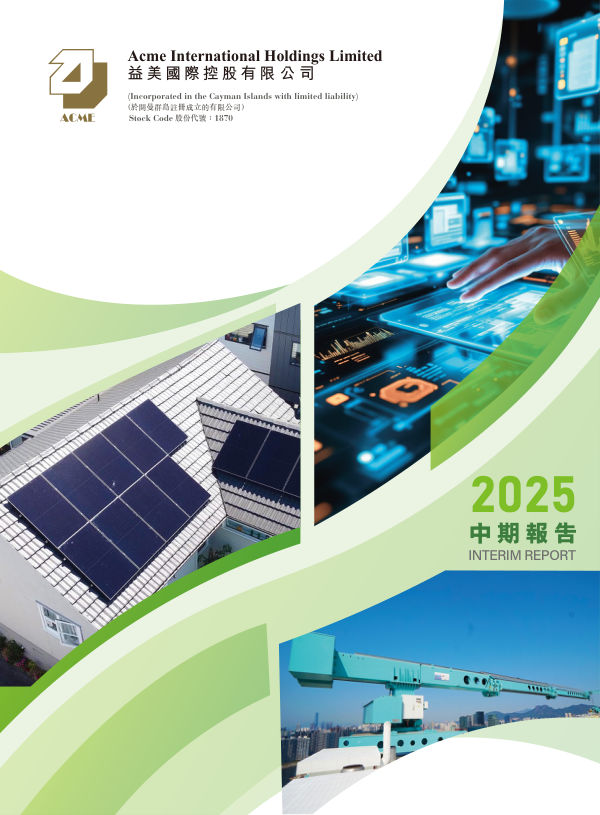 Acme International Holdings Limited
益美國際控股有限公司
(Incorporated in the Cayman Islands with limited liability)
(於開曼群島註冊成立的有限公司)
Stock Code 股份代號：1870
ACME
2025
中期報告
INTERIM REPORT